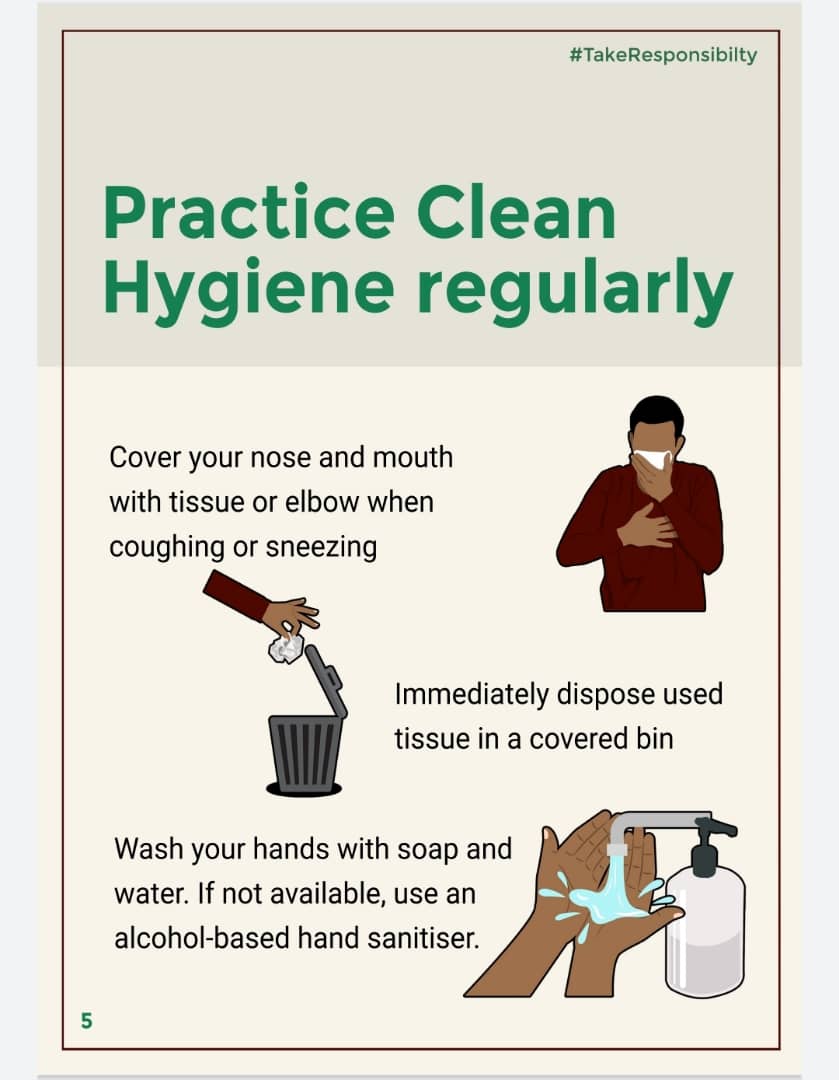 #TakeResponsibilty
Practice Clean
Hygiene regularly
Cover your nose and mouth
with tissue or elbow when
coughing or sneezing
Immediately dispose used
tissue in a covered bin
Wash your hands with soap and
water. If not available, use an
alcohol-based hand sanitiser.
5